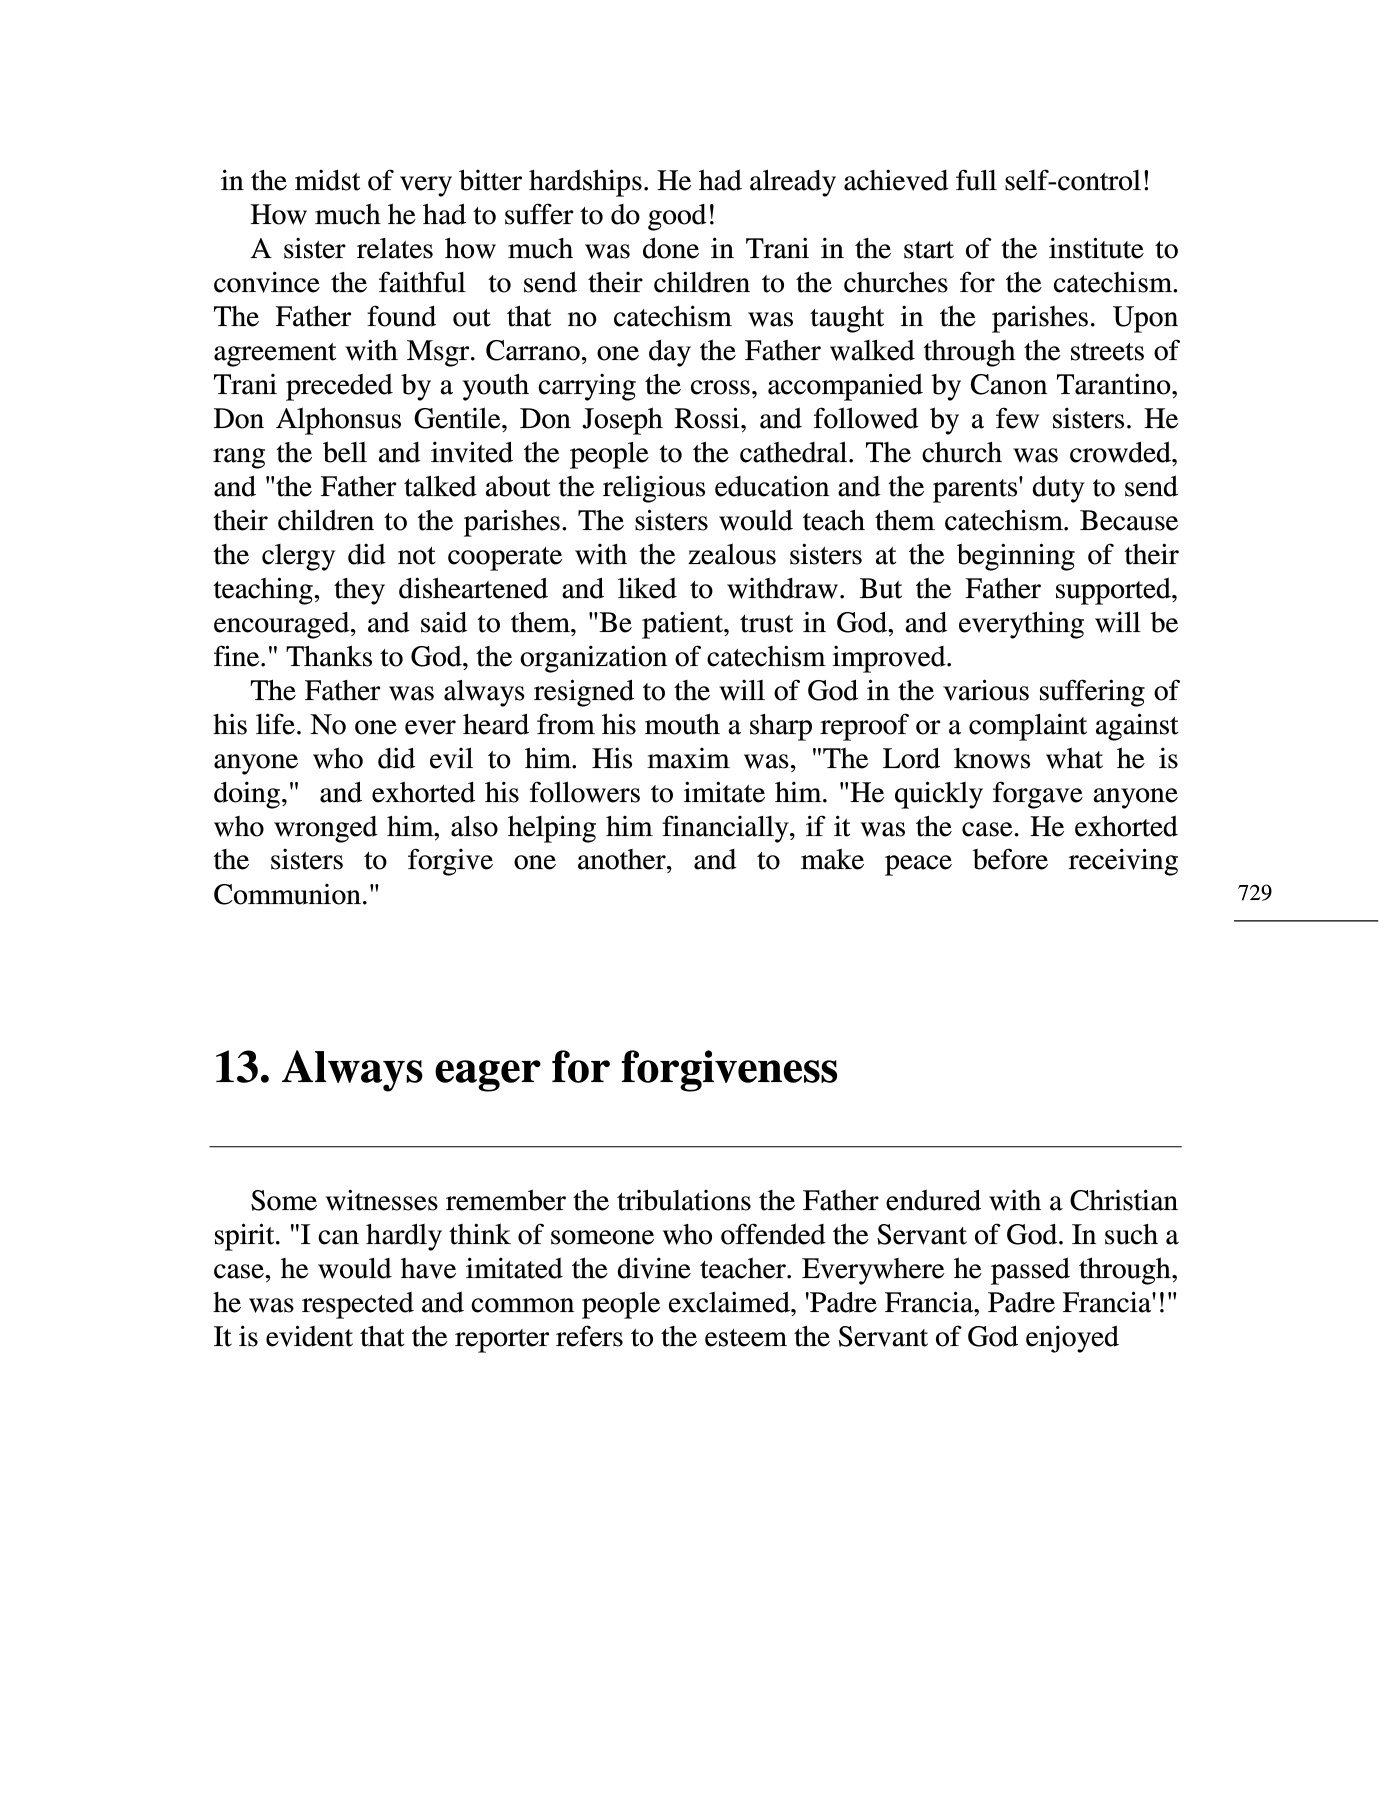 in the midst of very bitter hardships. He had already achieved full self-control!
How much he had to suffer to do good!
A sister relates how much was done in Trani in the start of the institute to
convince the faithful  to send their children to the churches for the catechism.
The Father found out that no catechism was taught in the parishes. Upon
agreement with Msgr. Carrano, one day the Father walked through the streets of
Trani preceded by a youth carrying the cross, accompanied by Canon Tarantino,
Don Alphonsus Gentile, Don Joseph Rossi, and followed by a few sisters. He
rang the bell and invited the people to the cathedral. The church was crowded,
and "the Father talked about the religious education and the parents' duty to send
their children to the parishes. The sisters would teach them catechism. Because
the clergy did not cooperate with the zealous sisters at the beginning of their
teaching, they disheartened and liked to withdraw. But the Father supported,
encouraged, and said to them, "Be patient, trust in God, and everything will be
fine." Thanks to God, the organization of catechism improved.
The Father was always resigned to the will of God in the various suffering of
his life. No one ever heard from his mouth a sharp reproof or a complaint against
anyone who did evil to him. His maxim was, "The Lord knows what he is
doing,"  and exhorted his followers to imitate him. "He quickly forgave anyone
who wronged him, also helping him financially, if it was the case. He exhorted
the sisters to forgive one another, and to make peace before receiving
Communion."
729
13. Always eager for forgiveness
Some witnesses remember the tribulations the Father endured with a Christian
spirit. "I can hardly think of someone who offended the Servant of God. In such a
case, he would have imitated the divine teacher. Everywhere he passed through,
he was respected and common people exclaimed, 'Padre Francia, Padre Francia'!"
It is evident that the reporter refers to the esteem the Servant of God enjoyed